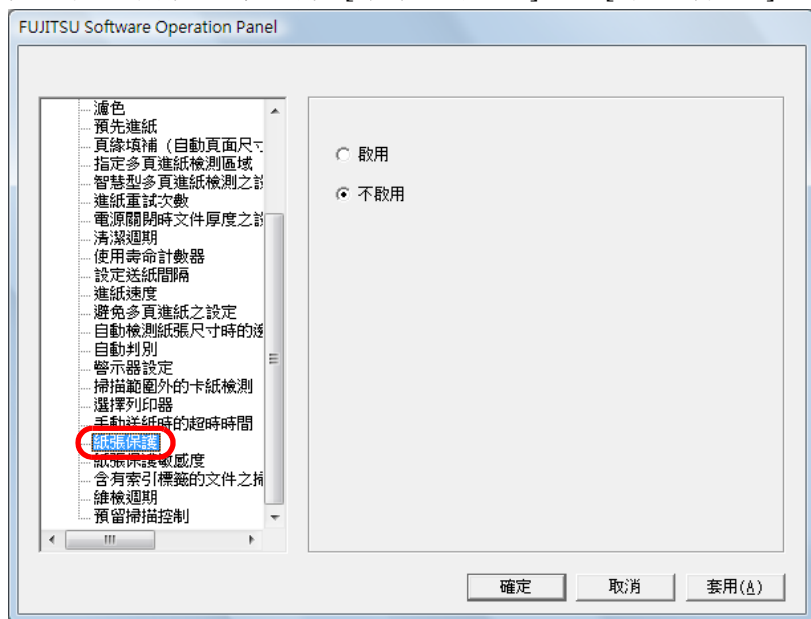 FUJITSU Software Operation Panel
濾色
預先進紙
頁緣填補（自動頁面尺寸
指定多頁進紙檢測區域
智慧型多頁進紙檢測之
進紙重試次數
電源關閉時文件厚度之
清潔週期
使用壽命計數器
設定送紙間隔
進紙速度
避免多頁進紙之設定
自動檢測紙張尺寸時的
自動判別
警示器設定
掃描範圍外的卡紙檢測
選擇列印器
手動送紙時的超時時間
紙張保護
紙張保護敏感度
含有索引標籤的文件之掃
維檢週期
預留掃描控制
啟用
不啟用
確定
取消
套用(A)